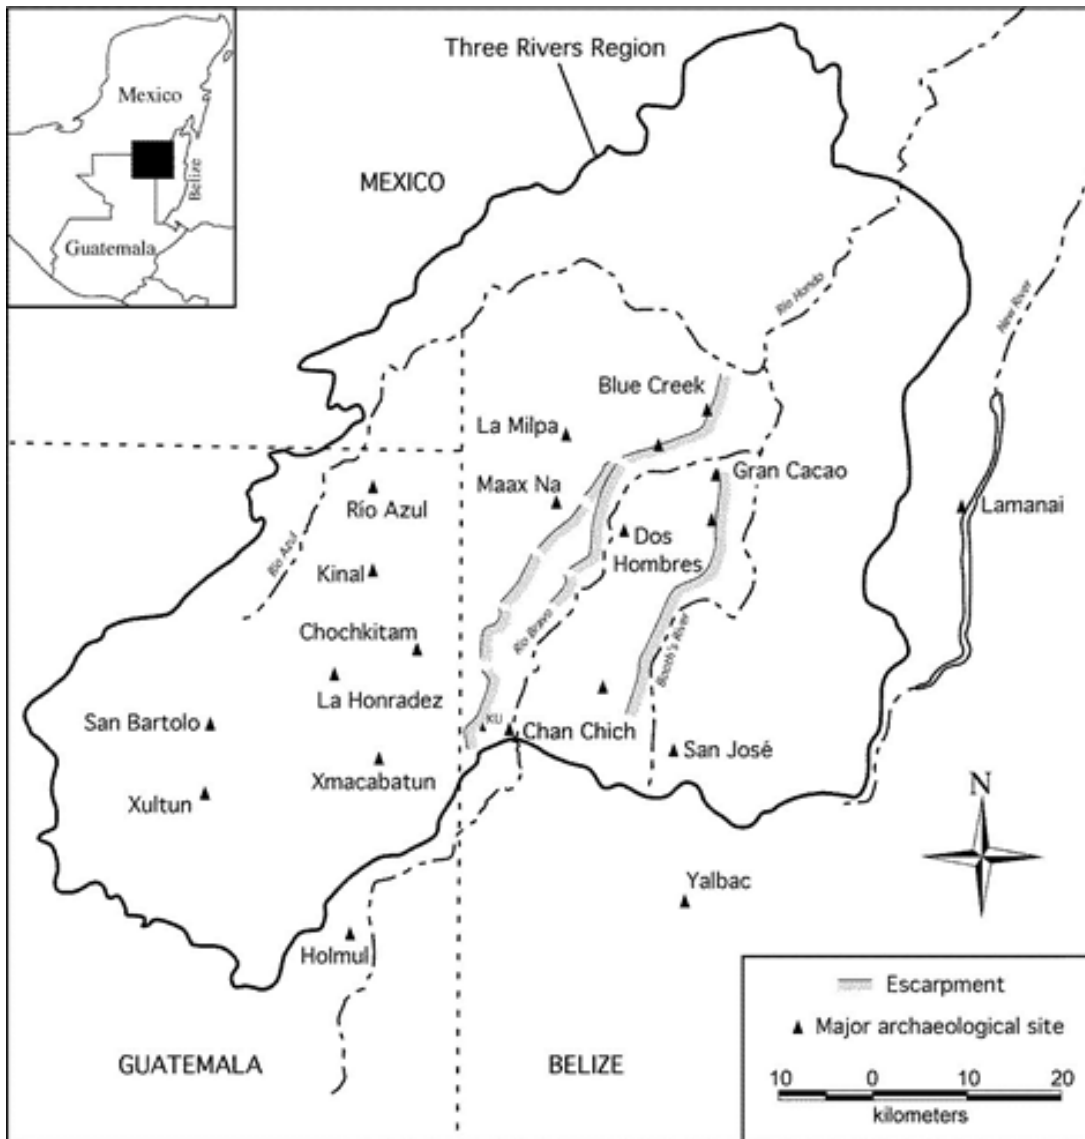 Three Rivers Region
Mexico
Belize
Guatemala
MEXICO
Río Hondo
New River
Blue Creek
La Milpa
Gran Cacao
Maax Na
Lamanai
Río Azul
Río Azul
Dos
Hombres
Kinal
Chochkitam
Río Bravo
Booth's River
La Honradez
San Bartolo
KU
Chan Chich
San José
Xmacabatun
Xultun
N
Yalbac
Holmul
Escarpment
Major archaeological site
GUATEMALA
BELIZE
10 0 10 20
kilometers